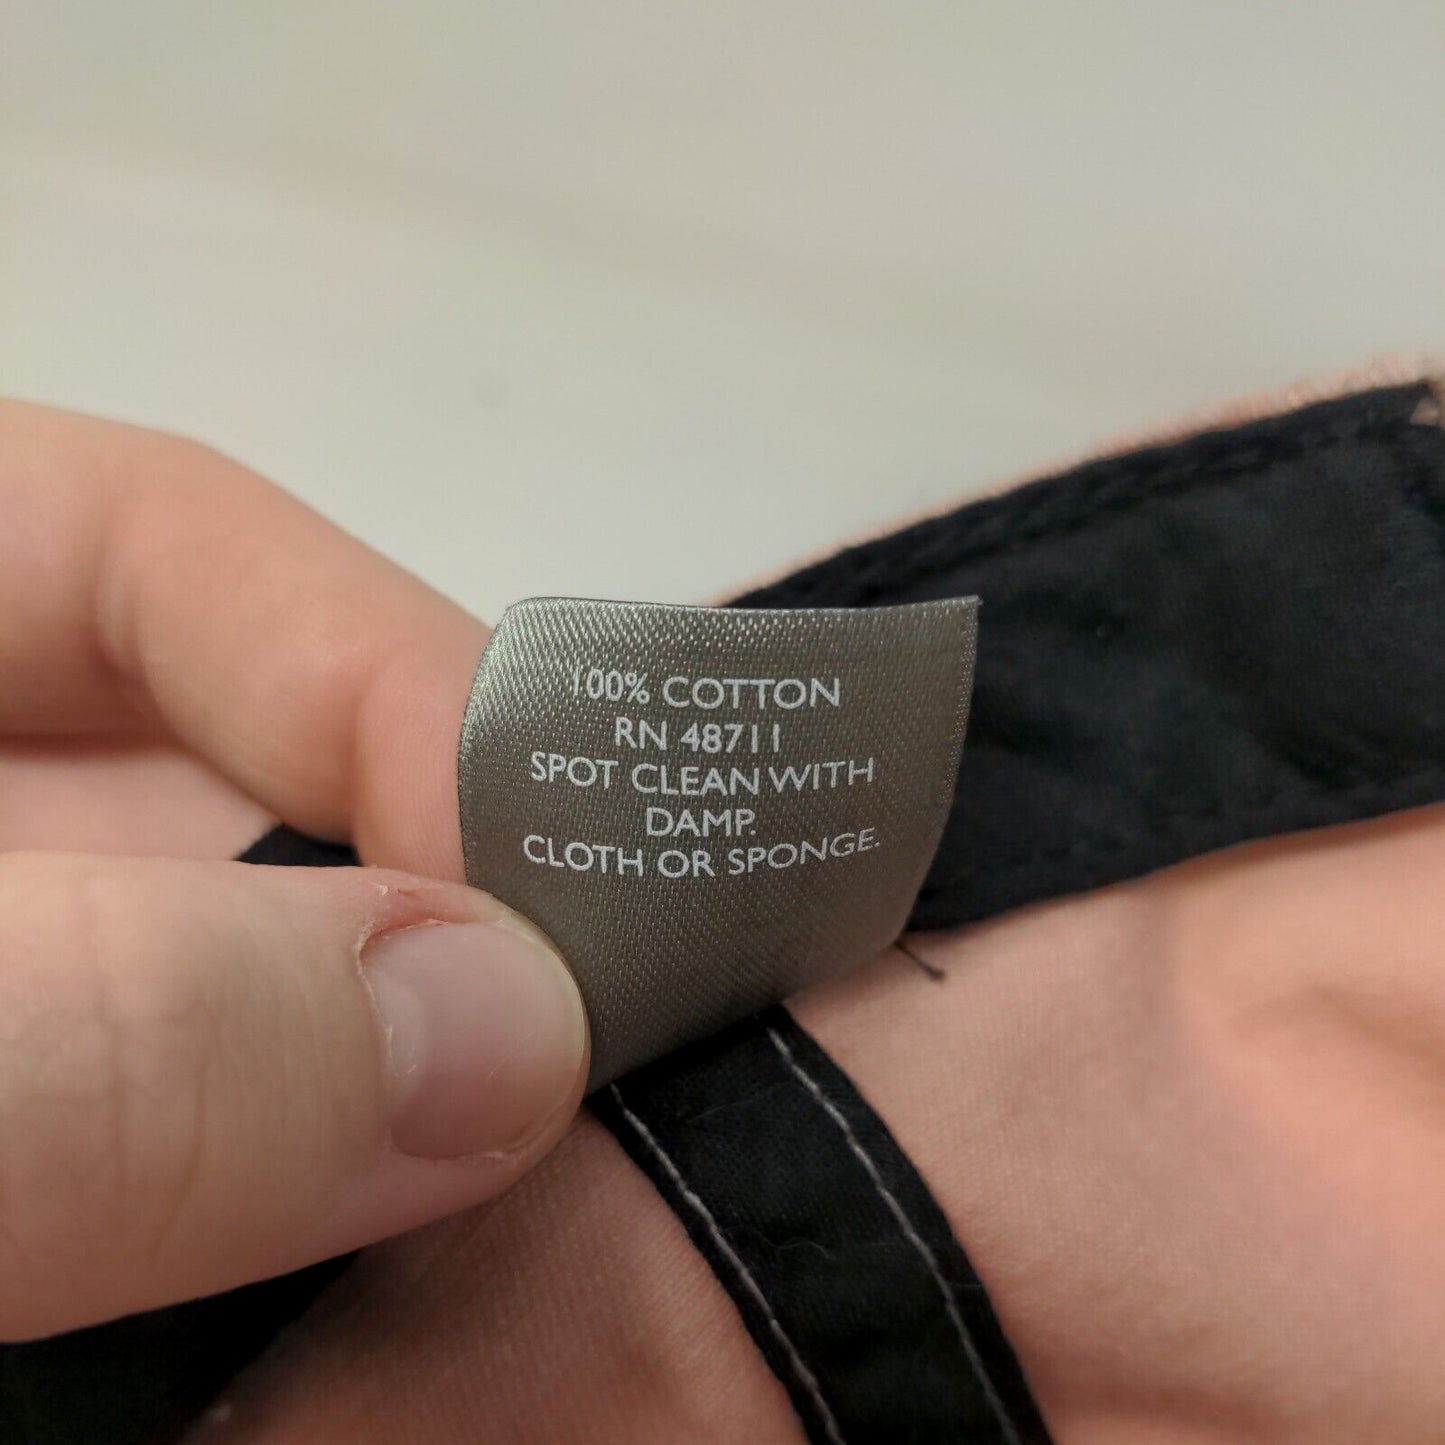 100% COTTON
RN 48711
SPOT CLEAN WITH
DAMP.
CLOTH OR SPONGE.